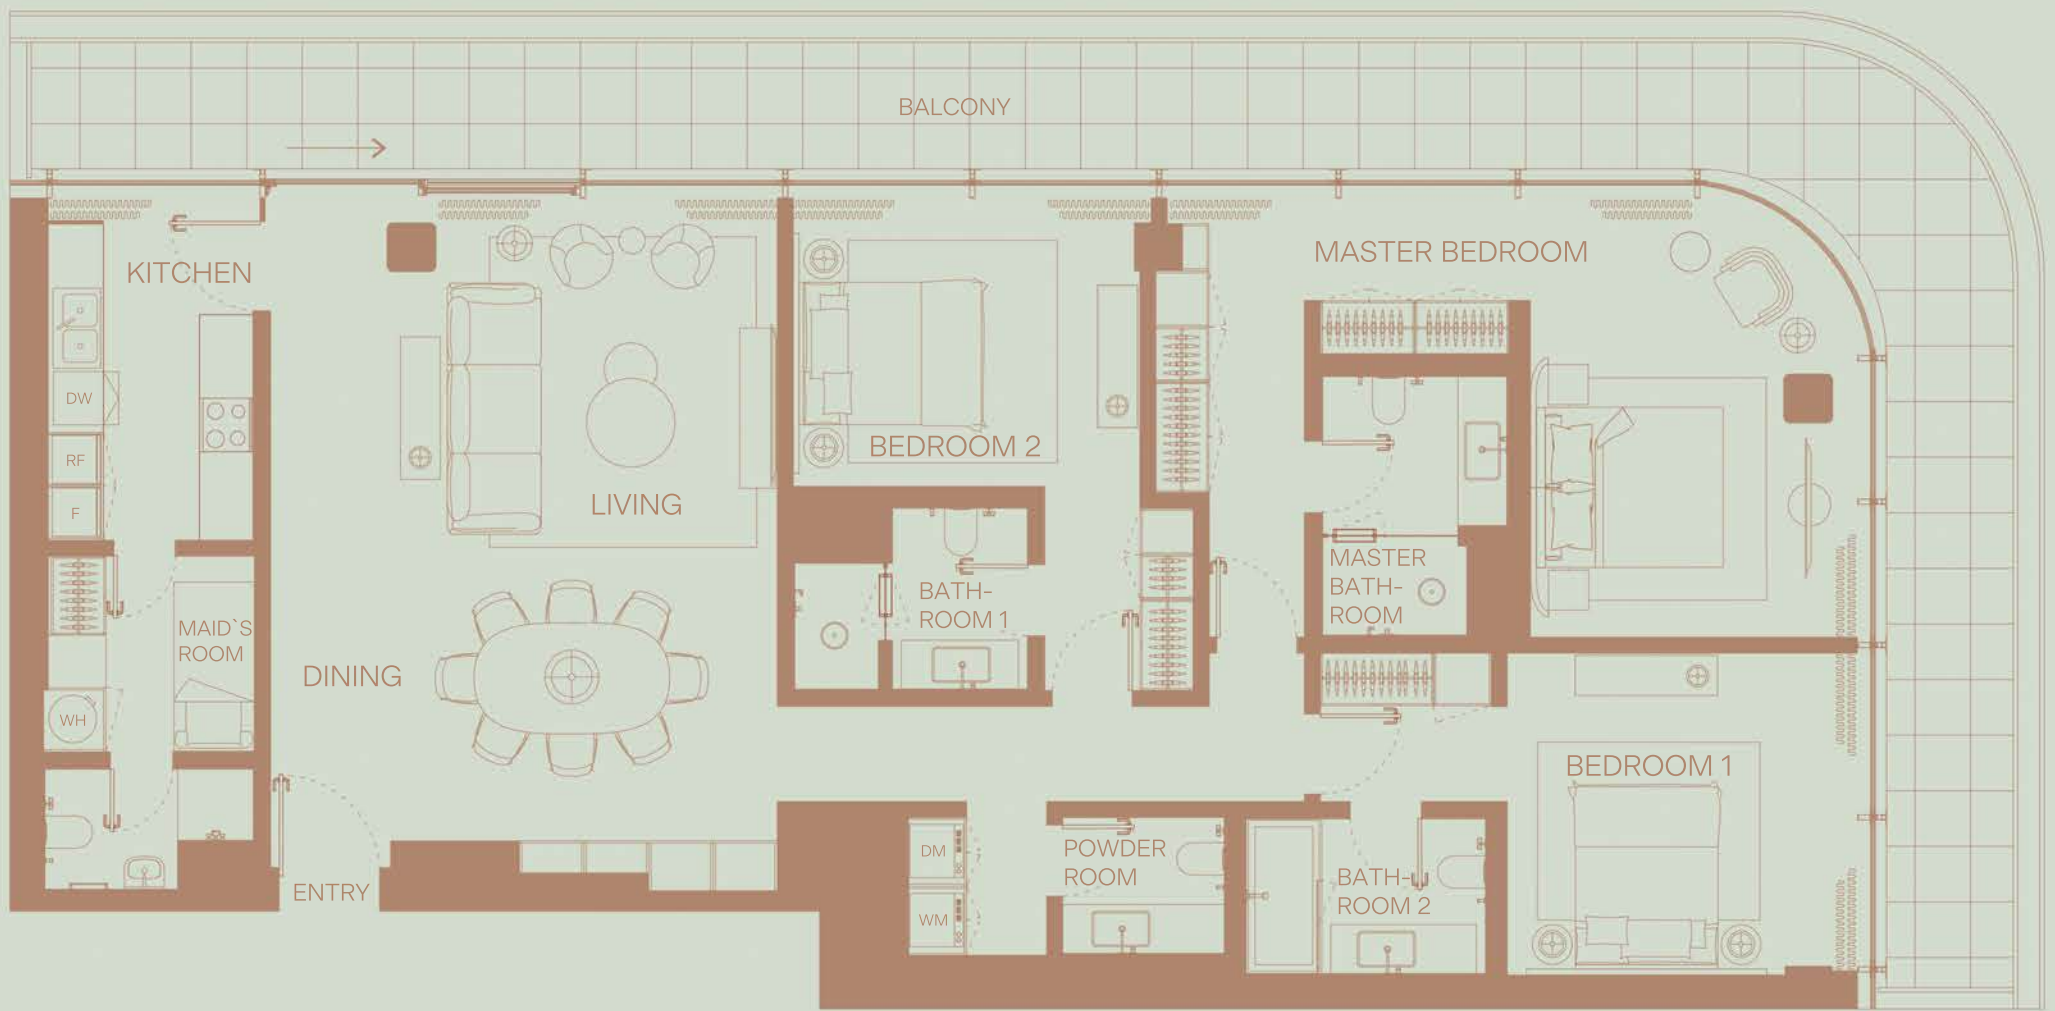 BALCONY
KITCHEN
MASTER BEDROOM
DW
RF
F
LIVING
BEDROOM 2
MASTER
BATH-
ROOM
BATH-
ROOM 1
MAID`S
ROOM
DINING
WH
BEDROOM 1
ENTRY
DM
WM
POWDER
ROOM
BATH-
ROOM 2